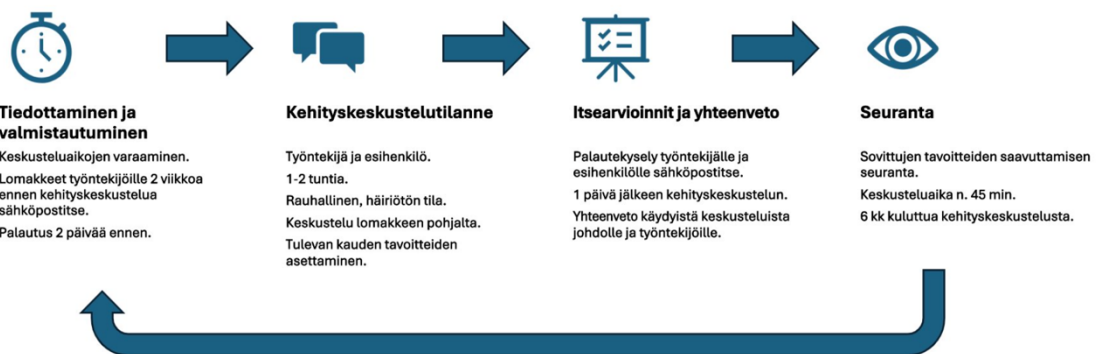 Tiedottaminen ja
valmistautuminen
Keskusteluaikojen varaaminen.
Lomakkeet työntekijöille 2 viikkoa
ennen kehityskeskustelua
sähköpostitse.
Palautus 2 päivää ennen.
Kehityskeskustelutilanne
Työntekijä ja esihenkilö.
1-2 tuntia.
Rauhallinen, häiriötön tila.
Keskustelu lomakkeen pohjalta.
Tulevan kauden tavoitteiden
asettaminen.
Itsearvioinnit ja yhteenveto
Palautekysely työntekijälle ja
esihenkilölle sähköpostitse.
1 päivä jälkeen kehityskeskustelun.
Yhteenveto käydyistä keskusteluista
johdolle ja työntekijöille.
Seuranta
Sovittujen tavoitteiden saavuttamisen
seuranta.
Keskusteluaika n. 45 min.
6 kk kuluttua kehityskeskustelusta.